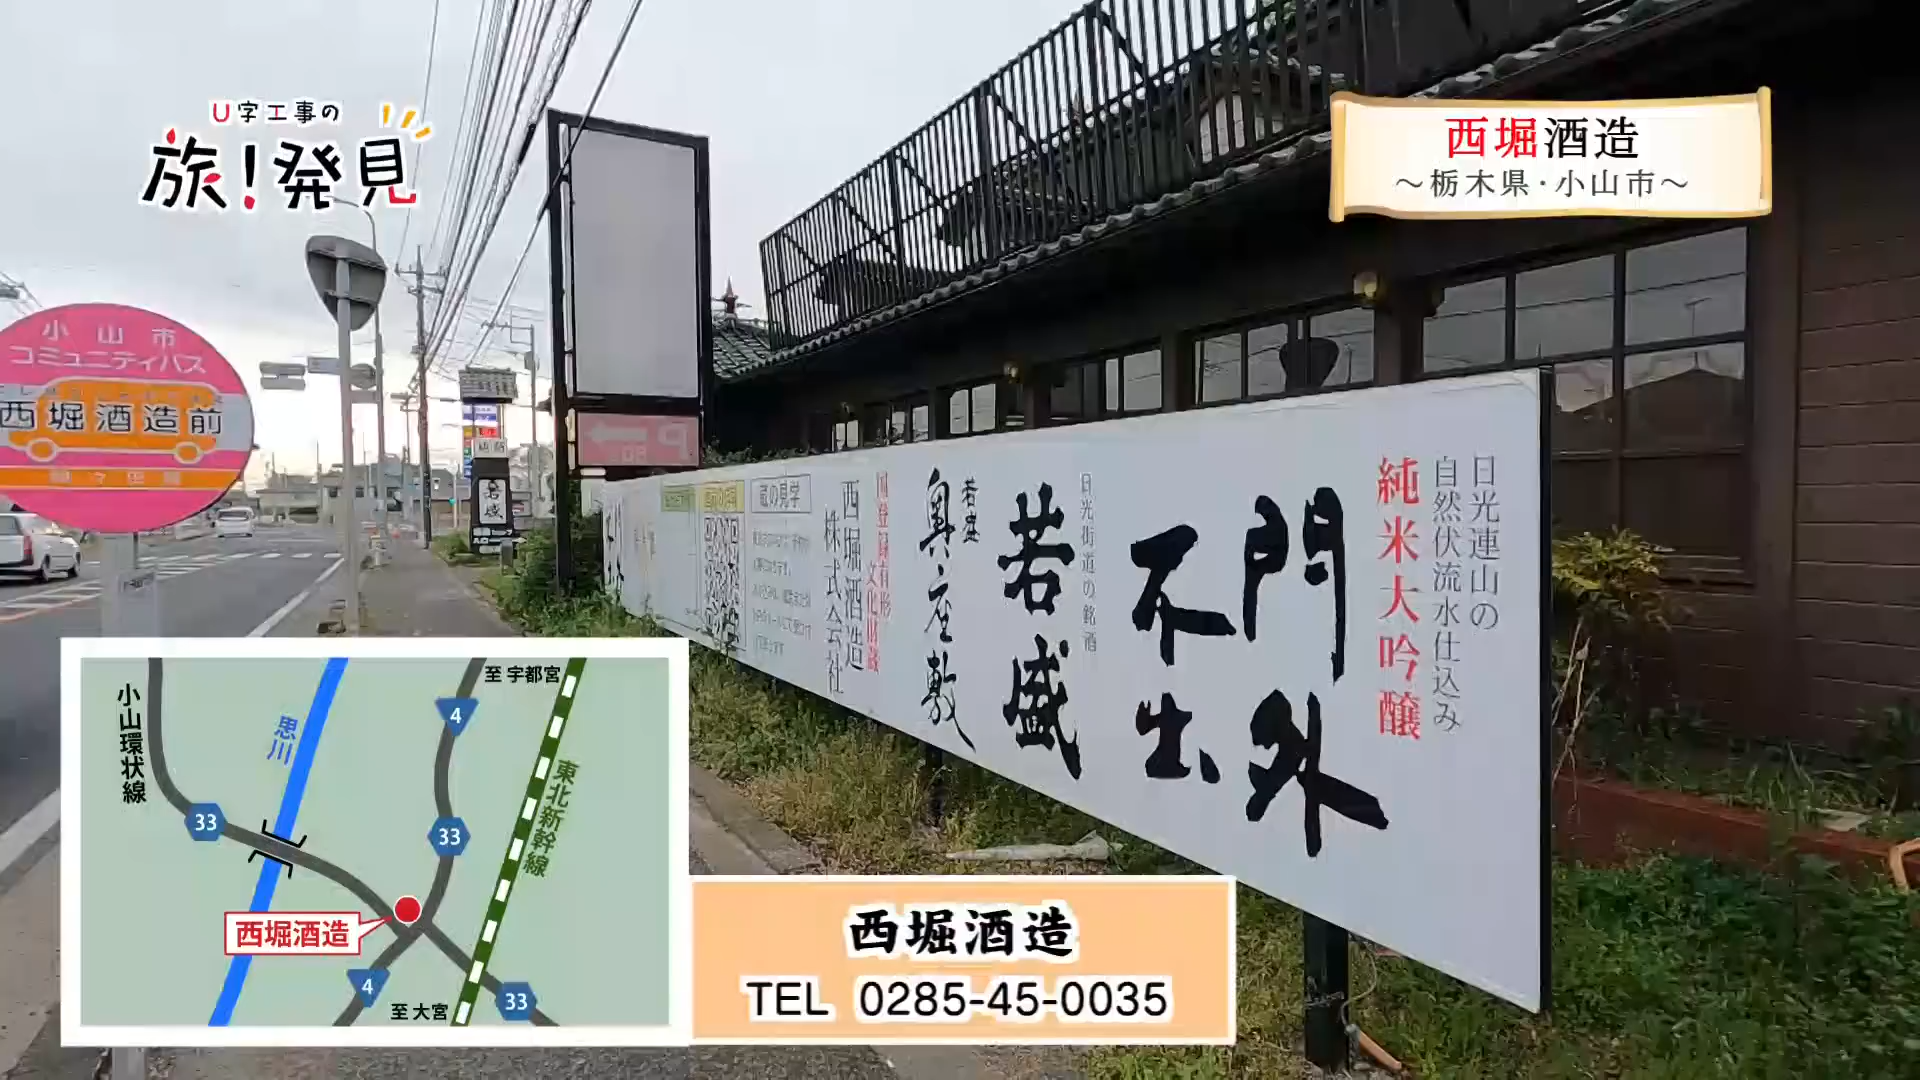 U字工事の
旅!発見
西堀酒造
〜栃木県・小山市〜
小山市
コミュニティバス
西堀酒造前
P
若盛
日光連山の
自然伏流水仕込み
純米大吟醸
門外
不出
日光街道の銘酒
若盛
若盛
奥座敷
国登録有形
文化財蔵
西堀酒造
株式会社
蔵の見学
小山環状線
思川
至 宇都宮
4
33
33
東北新幹線
西堀酒造
4
至 大宮
33
西堀酒造
TEL 0285-45-0035